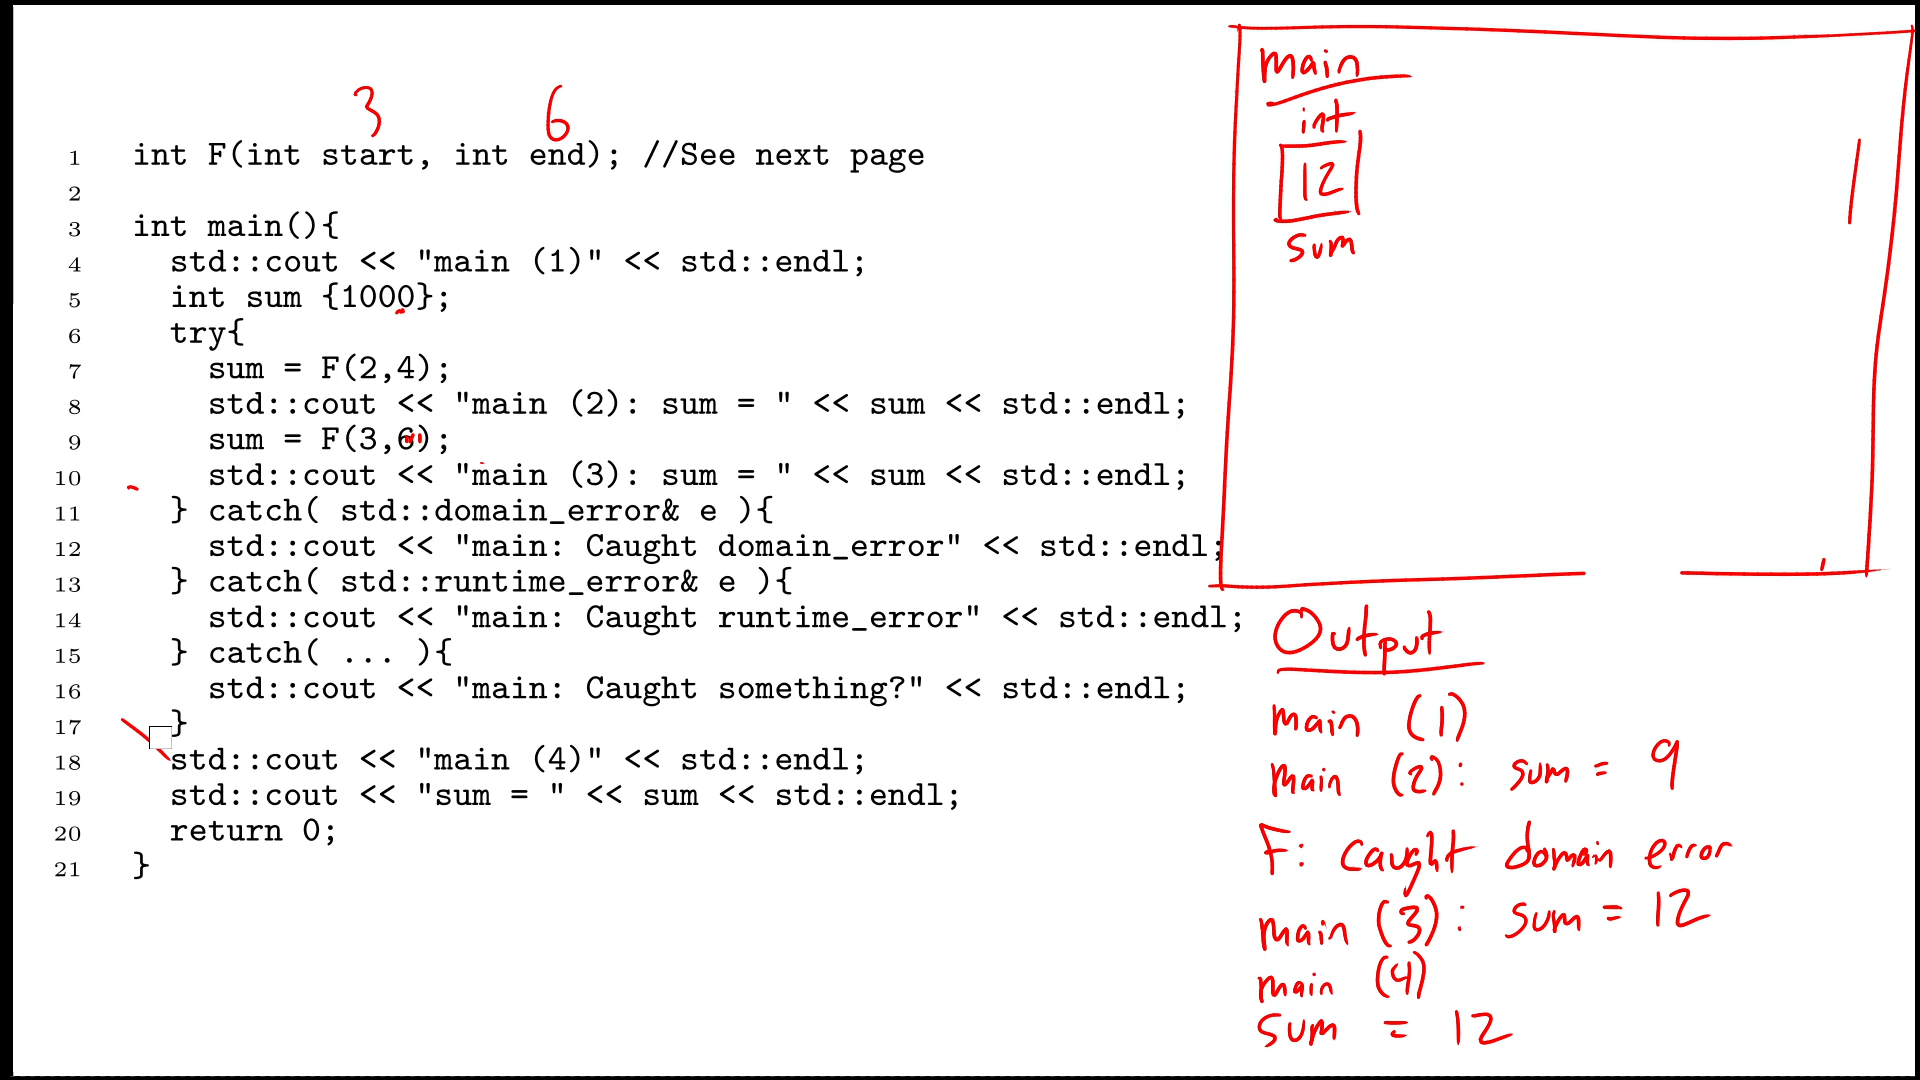 3 6
1 int F(int start, int end); //See next page
2
3 int main(){
4 std::cout << "main (1)" << std::endl;
5 int sum {1000};
6 try{
7 sum = F(2,4);
8 std::cout << "main (2): sum = " << sum << std::endl;
9 sum = F(3,6);
10 std::cout << "main (3): sum = " << sum << std::endl;
11 } catch( std::domain_error& e ){
12 std::cout << "main: Caught domain_error" << std::endl;
13 } catch( std::runtime_error& e ){
14 std::cout << "main: Caught runtime_error" << std::endl;
15 } catch( ... ){
16 std::cout << "main: Caught something?" << std::endl;
17 }
18 std::cout << "main (4)" << std::endl;
19 std::cout << "sum = " << sum << std::endl;
20 return 0;
21 }
main
int
12
sum
Output
main (1)
main (2): sum = 9
F: caught domain error
main (3): sum = 12
main (4)
sum = 12